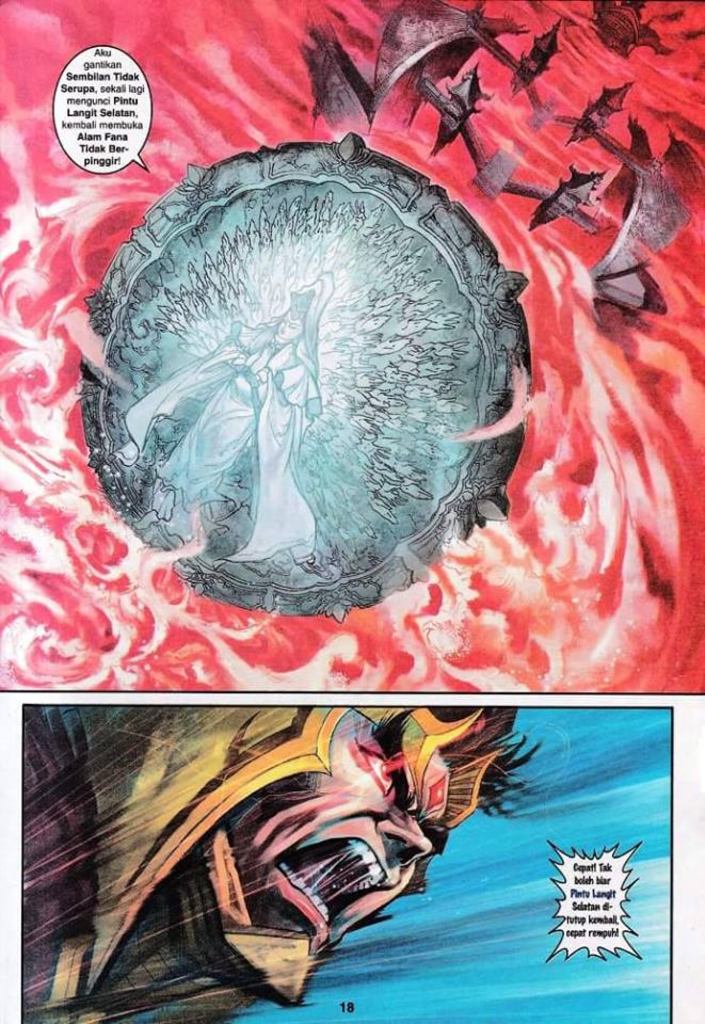 Aku
gantikan
Sembilan Tidak
Serupa, sekali lagi
mengunci Pintu
Langit Selatan,
kembali membuka
Alam Fana
Tidak Ber-
pinggir!
Cepat! Tak
boleh biar
Pintu Langit
Selatan di-
tutup kembali,
cepat rempuh!
18